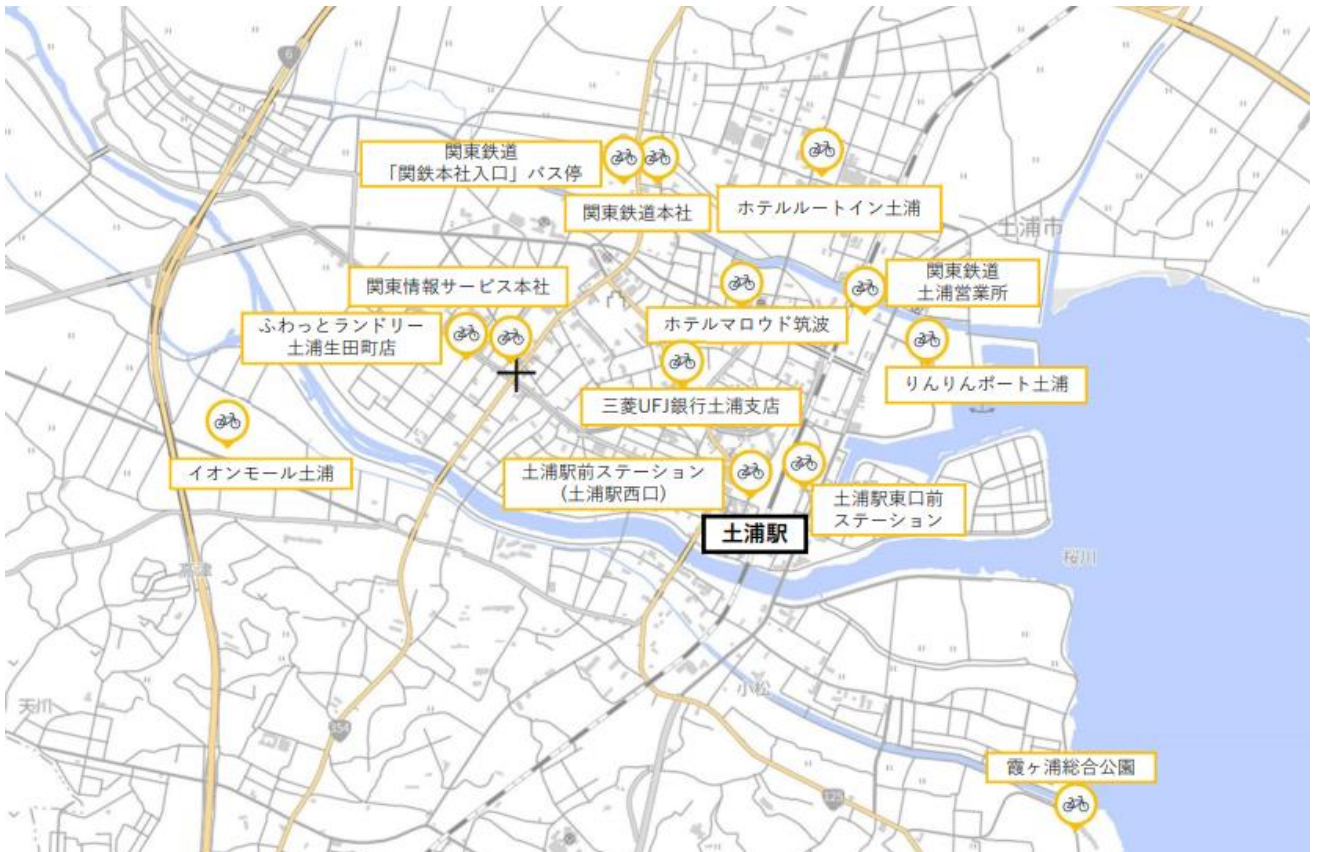 6
関東鉄道
「関鉄本社入口」バス停
関東鉄道本社
ホテルルートイン土浦
土浦市
関東情報サービス本社
関東鉄道
土浦営業所
ふわっとランドリー
土浦生田町店
ホテルマロウド筑波
りんりんポート土浦
三菱UFJ銀行土浦支店
イオンモール土浦
土浦駅前ステーション
(土浦駅西口)
土浦駅東口前
ステーション
土浦駅
桜川
高津
小松
天川
354
霞ヶ浦総合公園
125